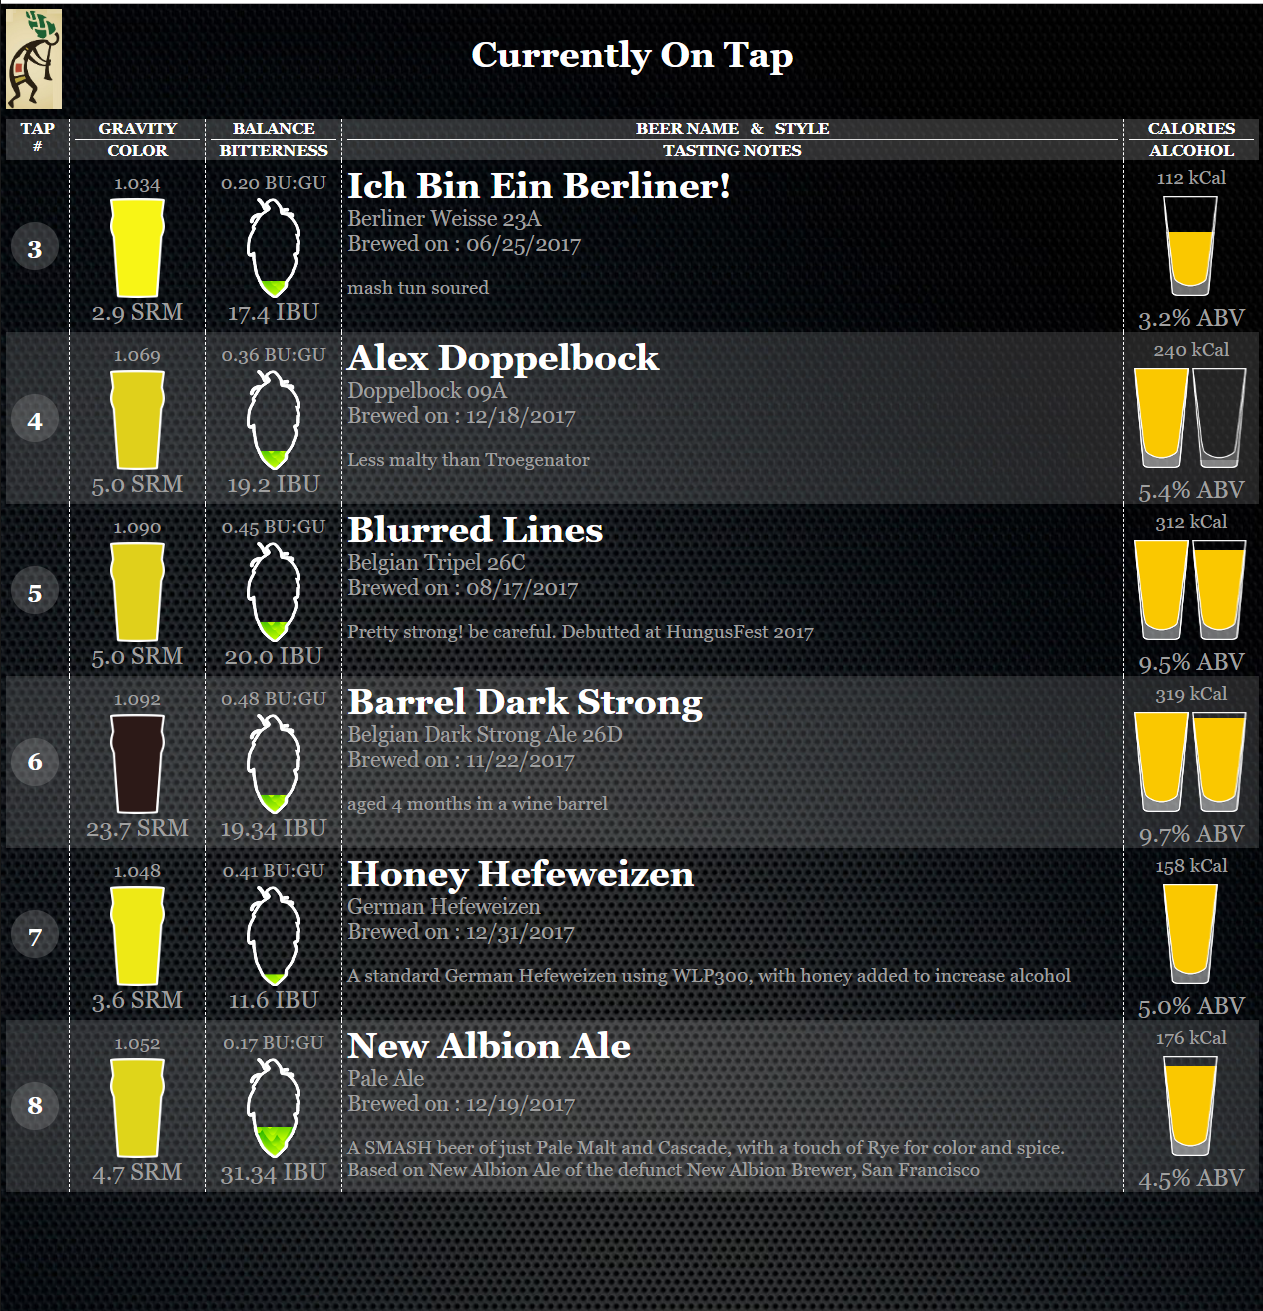 Currently On Tap
TAP # GRAVITY BALANCE BEER NAME & STYLE CALORIES
COLOR BITTERNESS TASTING NOTES ALCOHOL
3
1.034
2.9 SRM
0.20 BU:GU
17.4 IBU
Ich Bin Ein Berliner!
Berliner Weisse 23A
Brewed on : 06/25/2017
mash tun soured
112 kCal
3.2% ABV
4
1.069
5.0 SRM
0.36 BU:GU
19.2 IBU
Alex Doppelbock
Doppelbock 09A
Brewed on : 12/18/2017
Less malty than Troegenator
240 kCal
5.4% ABV
5
1.090
5.0 SRM
0.45 BU:GU
20.0 IBU
Blurred Lines
Belgian Tripel 26C
Brewed on : 08/17/2017
Pretty strong! be careful. Debutted at HungusFest 2017
312 kCal
9.5% ABV
6
1.092
23.7 SRM
0.48 BU:GU
19.34 IBU
Barrel Dark Strong
Belgian Dark Strong Ale 26D
Brewed on : 11/22/2017
aged 4 months in a wine barrel
319 kCal
9.7% ABV
7
1.048
3.6 SRM
0.41 BU:GU
11.6 IBU
Honey Hefeweizen
German Hefeweizen
Brewed on : 12/31/2017
A standard German Hefeweizen using WLP300, with honey added to increase alcohol
158 kCal
5.0% ABV
8
1.052
4.7 SRM
0.17 BU:GU
31.34 IBU
New Albion Ale
Pale Ale
Brewed on : 12/19/2017
A SMASH beer of just Pale Malt and Cascade, with a touch of Rye for color and spice.
Based on New Albion Ale of the defunct New Albion Brewer, San Francisco
176 kCal
4.5% ABV